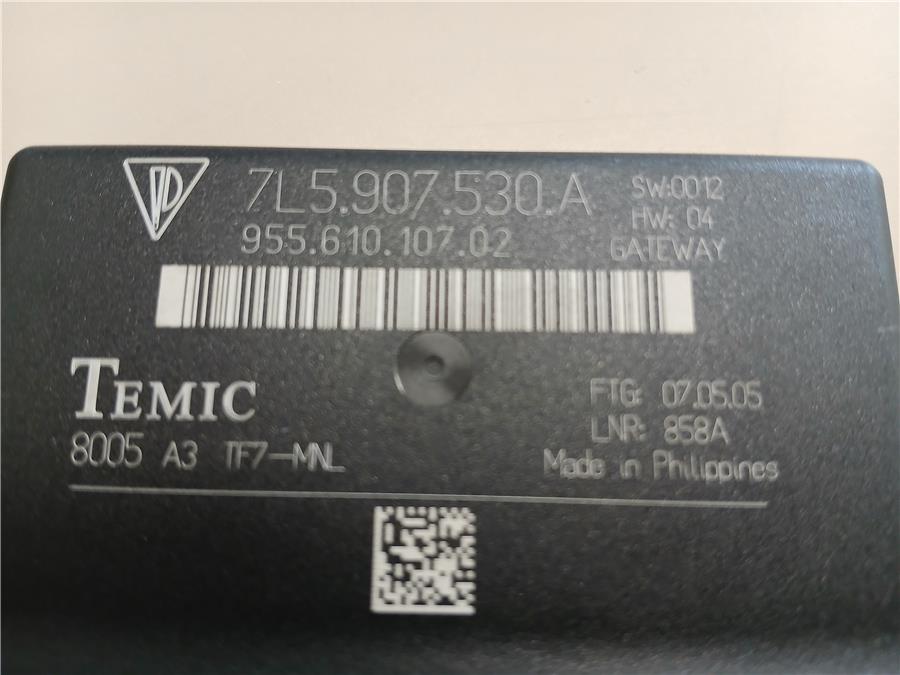 7L5.907.530.A
SW:0012
955.610.107.02
HW: 04
GATEWAY
TEMIC
FTG: 07.05.05
LNR: 858A
8005 A3 TF7-MNL
Made in Philippines